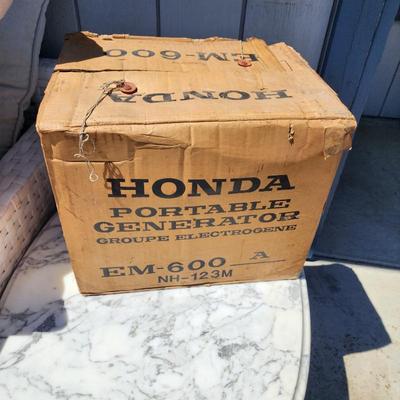 EM-600
HONDA
HONDA
PORTABLE
GENERATOR
GROUPE ELECTROGENE
EM-600 A
NH-123M